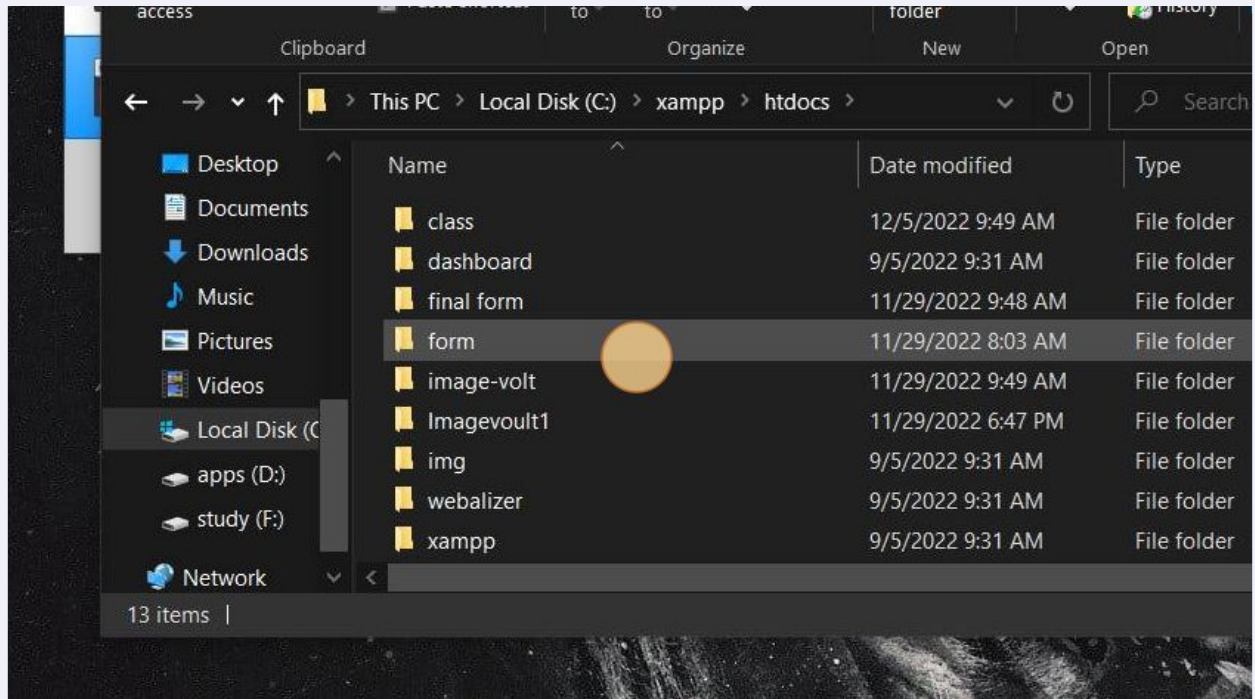 access
to
to
folder
History
Clipboard
Organize
New
Open
This PC > Local Disk (C:) > xampp > htdocs >
Search
Desktop
Documents
Downloads
Music
Pictures
Videos
Local Disk (C
apps (D:)
study (F:)
Network
Name Date modified Type
class 12/5/2022 9:49 AM File folder
dashboard 9/5/2022 9:31 AM File folder
final form 11/29/2022 9:48 AM File folder
form 11/29/2022 8:03 AM File folder
image-volt 11/29/2022 9:49 AM File folder
Imagevoult1 11/29/2022 6:47 PM File folder
img 9/5/2022 9:31 AM File folder
webalizer 9/5/2022 9:31 AM File folder
xampp 9/5/2022 9:31 AM File folder
13 items